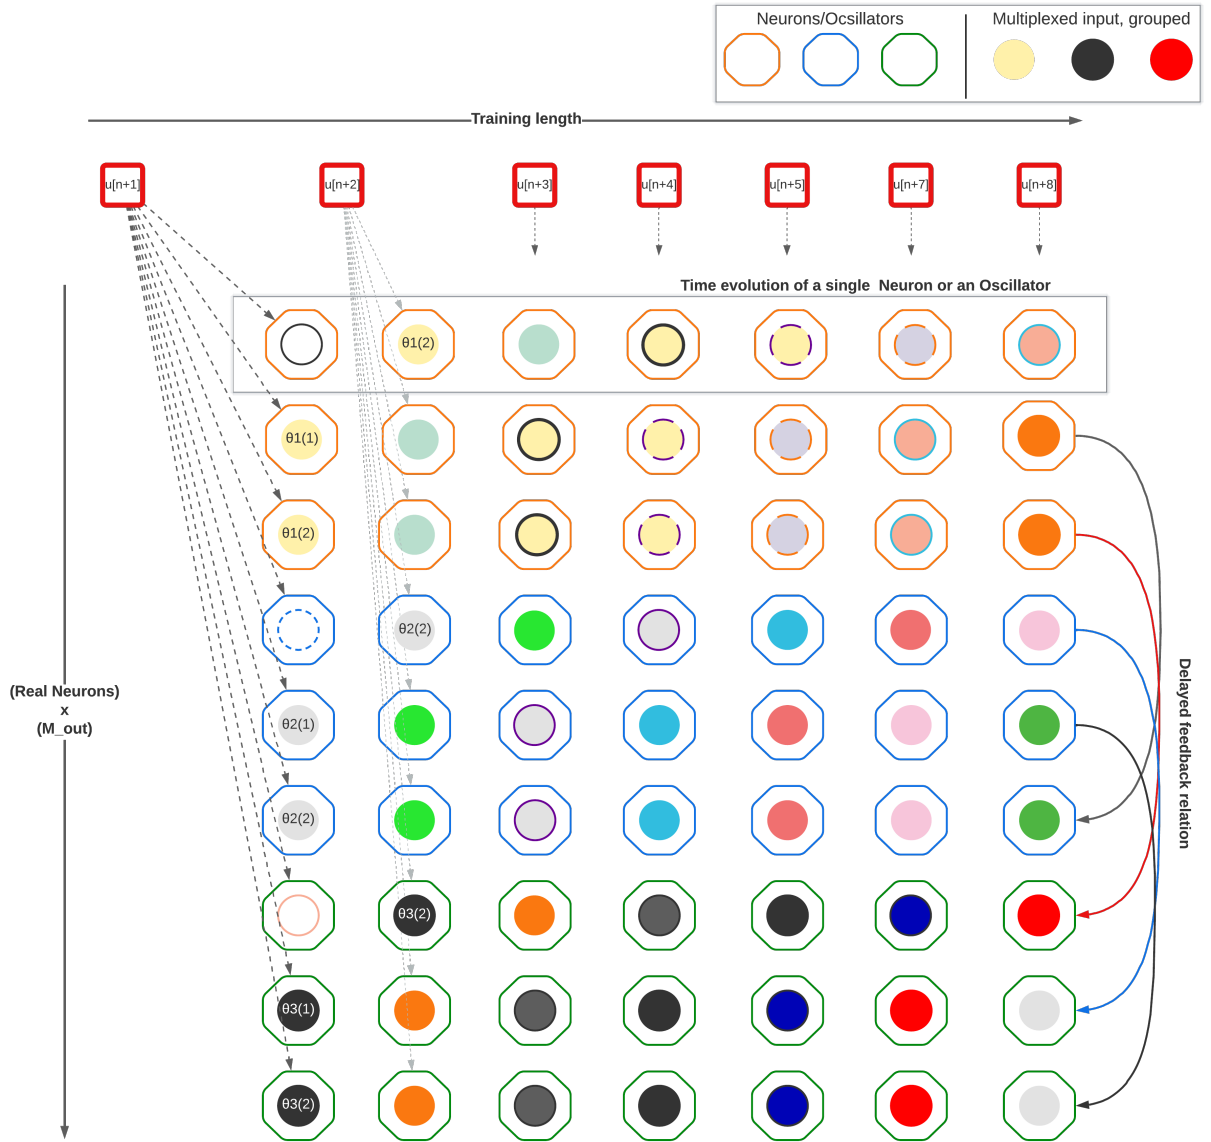 Neurons/Ocsillators
Multiplexed input, grouped
Training length
u[n+1]
u[n+2]
u[n+3]
u[n+4]
u[n+5]
u[n+7]
u[n+8]
Time evolution of a single Neuron or an Oscillator
θ1(2)
θ1(1)
θ1(2)
θ2(2)
(Real Neurons)
x
(M_out)
θ2(1)
θ2(2)
θ3(2)
θ3(1)
θ3(2)
Delayed feedback relation